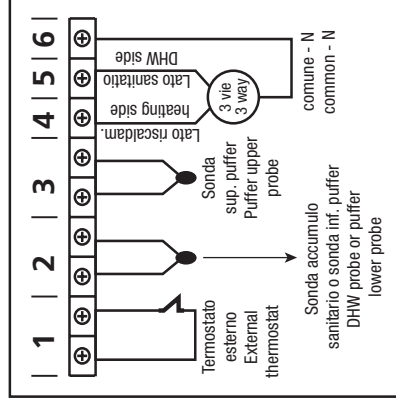 1
2
3
4
5
6
Termostato
esterno
External
thermostat
Sonda accumulo
sanitario o sonda inf. puffer
DHW probe or puffer
lower probe
Sonda
sup. puffer
Puffer upper
probe
Lato riscaldam.
heating side
Lato sanitatio
DHW side
3 vie
3 way
comune - N
common - N